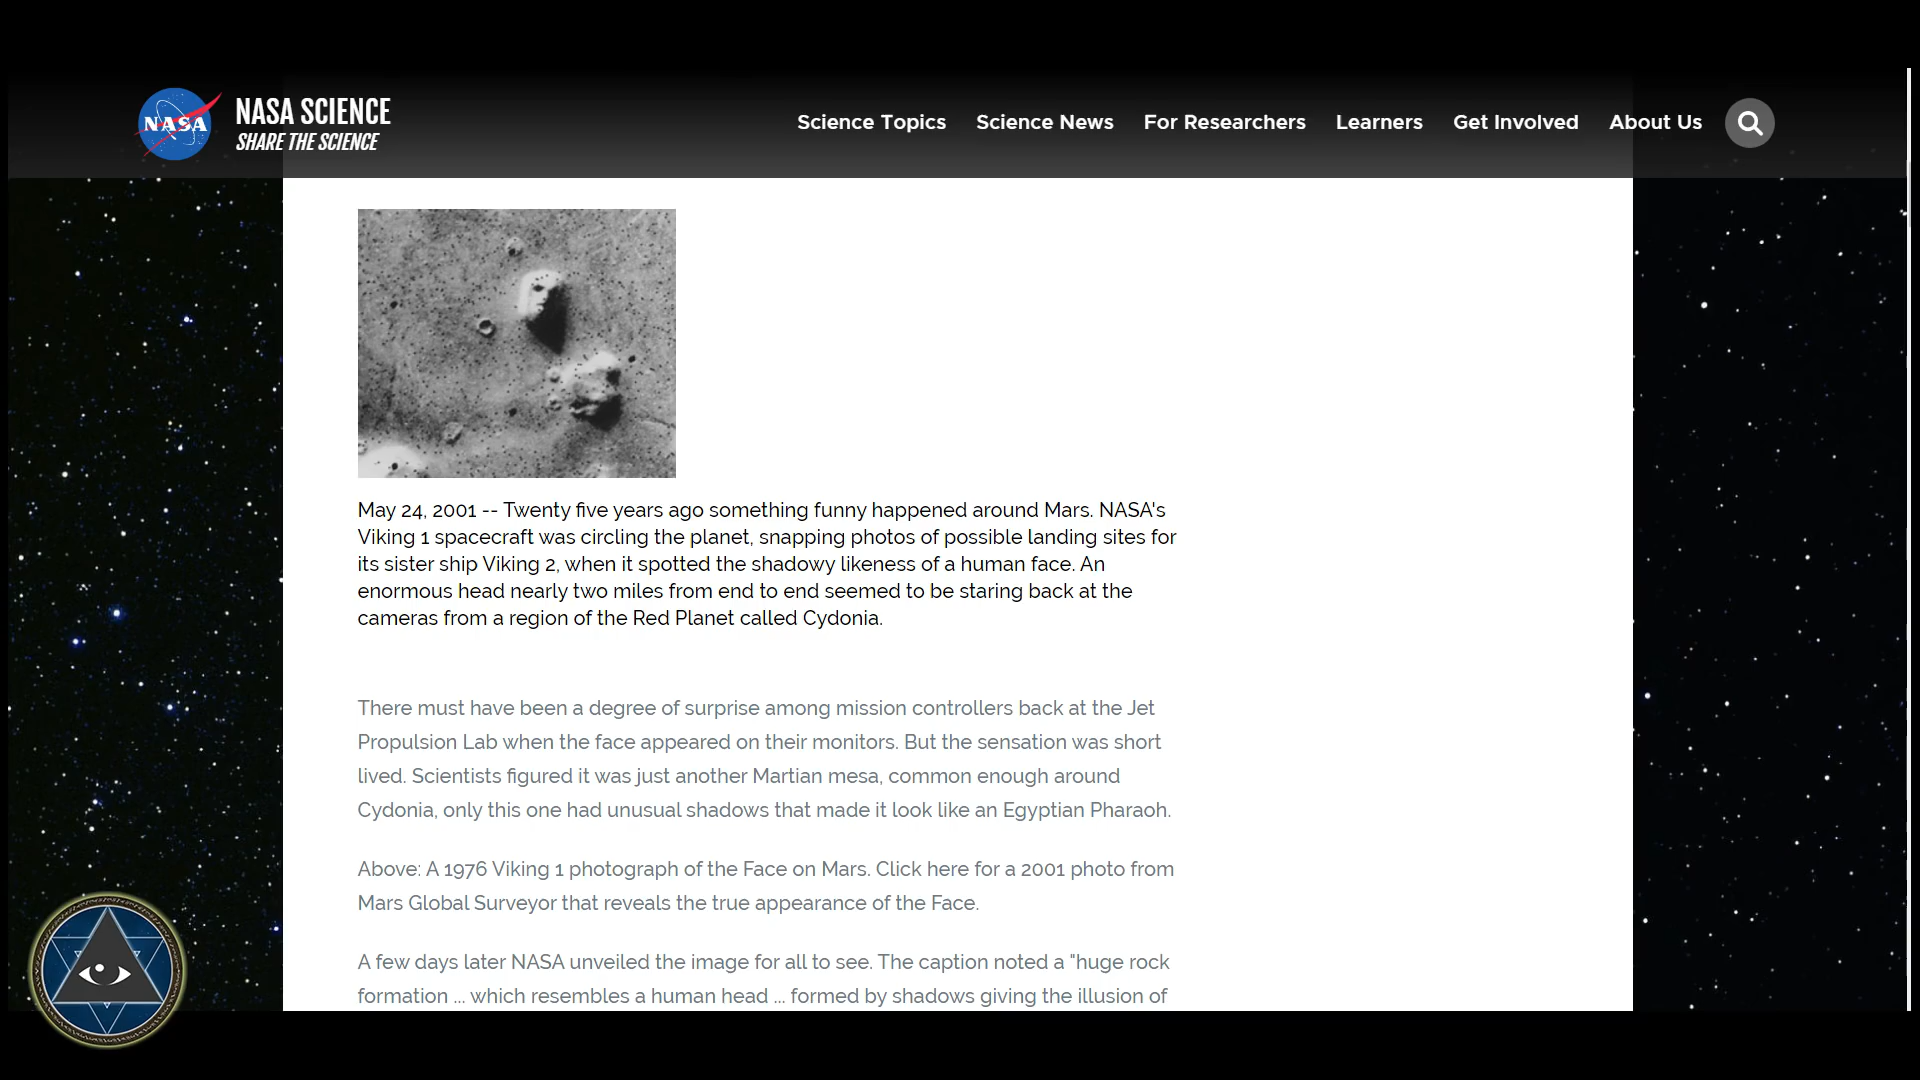 NASA
NASA SCIENCE
SHARE THE SCIENCE
Science Topics
Science News
For Researchers
Learners
Get Involved
About Us
May 24, 2001 -- Twenty five years ago something funny happened around Mars. NASA's
Viking 1 spacecraft was circling the planet, snapping photos of possible landing sites for
its sister ship Viking 2, when it spotted the shadowy likeness of a human face. An
enormous head nearly two miles from end to end seemed to be staring back at the
cameras from a region of the Red Planet called Cydonia.
There must have been a degree of surprise among mission controllers back at the Jet
Propulsion Lab when the face appeared on their monitors. But the sensation was short
lived. Scientists figured it was just another Martian mesa, common enough around
Cydonia, only this one had unusual shadows that made it look like an Egyptian Pharaoh.
Above: A 1976 Viking 1 photograph of the Face on Mars. Click here for a 2001 photo from
Mars Global Surveyor that reveals the true appearance of the Face.
A few days later NASA unveiled the image for all to see. The caption noted a "huge rock
formation ... which resembles a human head ... formed by shadows giving the illusion of